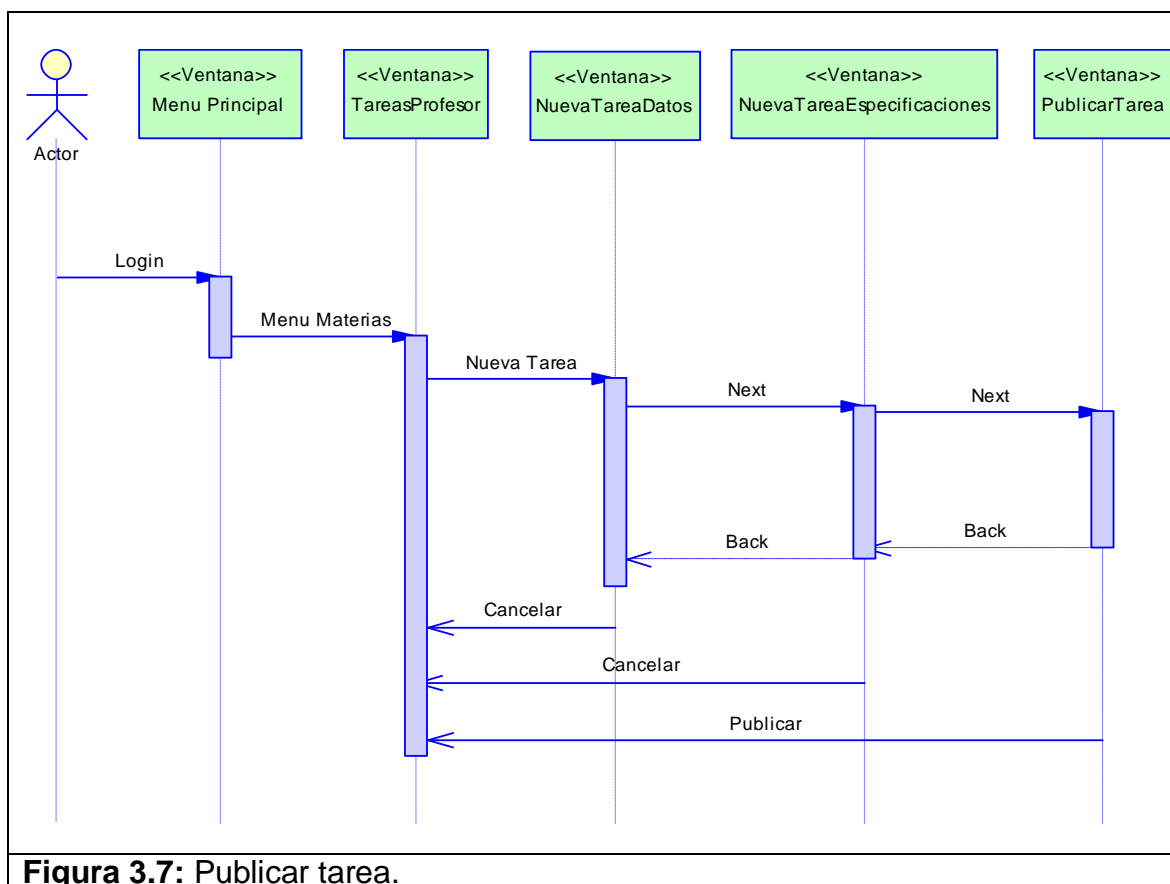 <<Ventana>>
Menu Principal
<<Ventana>>
TareasProfesor
<<Ventana>>
NuevaTareaDatos
<<Ventana>>
NuevaTareaEspecificaciones
<<Ventana>>
PublicarTarea
Actor
Login
Menu Materias
Nueva Tarea
Next
Next
Back
Back
Cancelar
Cancelar
Publicar
Figura 3.7: Publicar tarea.